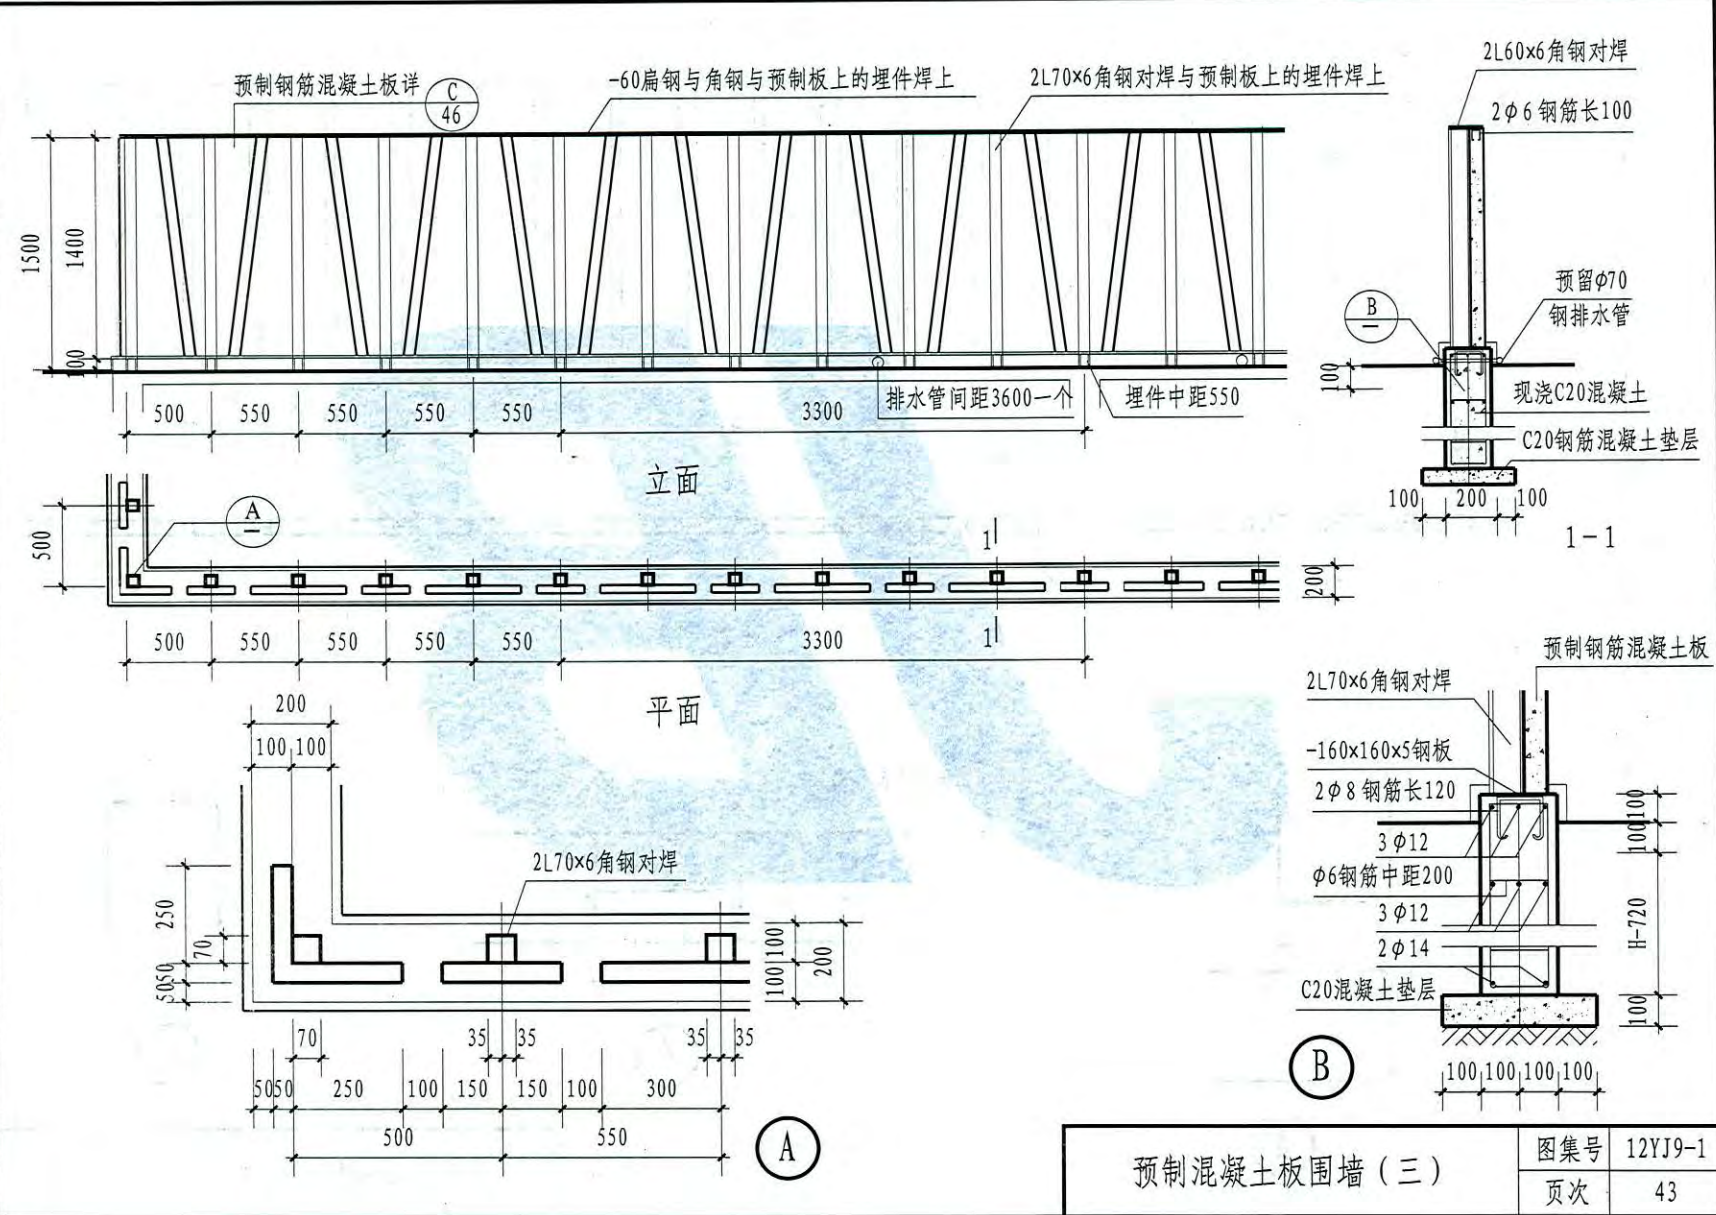 预制钢筋混凝土板详
C
46
-60扁钢与角钢与预制板上的埋件焊上
2L70×6角钢对焊与预制板上的埋件焊上
2L60×6角钢对焊
2φ6钢筋长100
1500
1400
100
预留φ70
钢排水管
B
100
现浇C20混凝土
C20钢筋混凝土垫层
100 200 100
1-1
排水管间距3600一个
埋件中距550
500 550 550 550 550 3300
立面
A
500
1
1
200
500 550 550 550 550 3300
平面
200
100 100
2L70×6角钢对焊
250
70
50
50
100
100
200
70 35 35 35 35
50 50 250 100 150 150 100 300
500 550
A
预制钢筋混凝土板
2L70×6角钢对焊
-160×160×5钢板
2φ8钢筋长120
3φ12
φ6钢筋中距200
3φ12
2φ14
C20混凝土垫层
100
100
H-720
100
100 100 100 100
B
预制混凝土板围墙（三）
图集号 12YJ9-1
页次 43